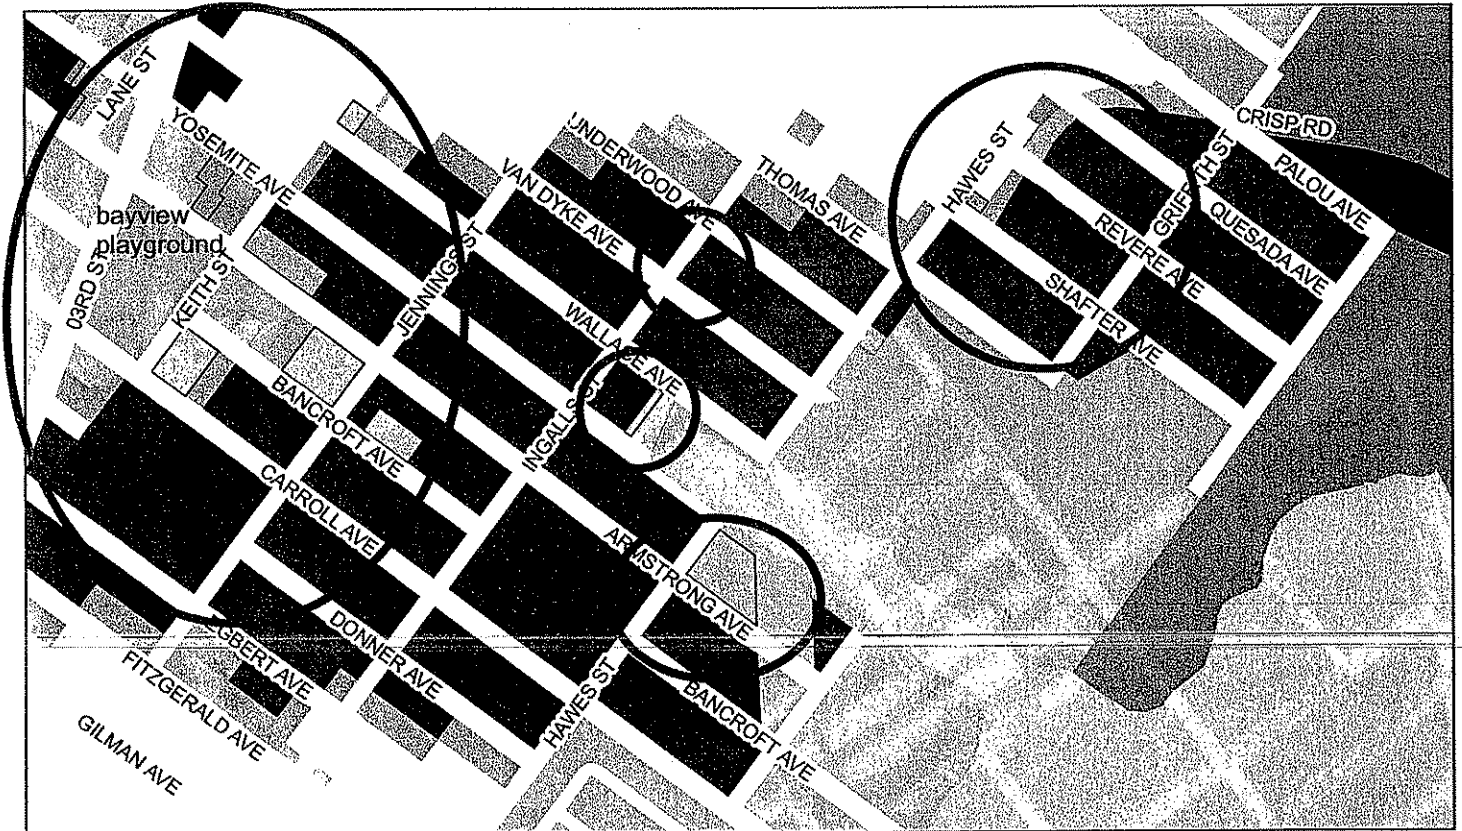 LANE ST
YOSEMITE AVE
bayview
playground
03RD ST
KEITH ST
JENNINGS ST
VAN DYKE AVE
UNDERWOOD AVE
THOMAS AVE
HAWES ST
CRISP RD
PALOU AVE
GRIFFITH ST
QUESADA AVE
REVERE AVE
SHAFTER AVE
WALLACE AVE
INGALLS ST
BANCROFT AVE
CARROLL AVE
ARMSTRONG AVE
DONNER AVE
GBERT AVE
FITZGERALD AVE
GILMAN AVE
HAWES ST
BANCROFT AVE